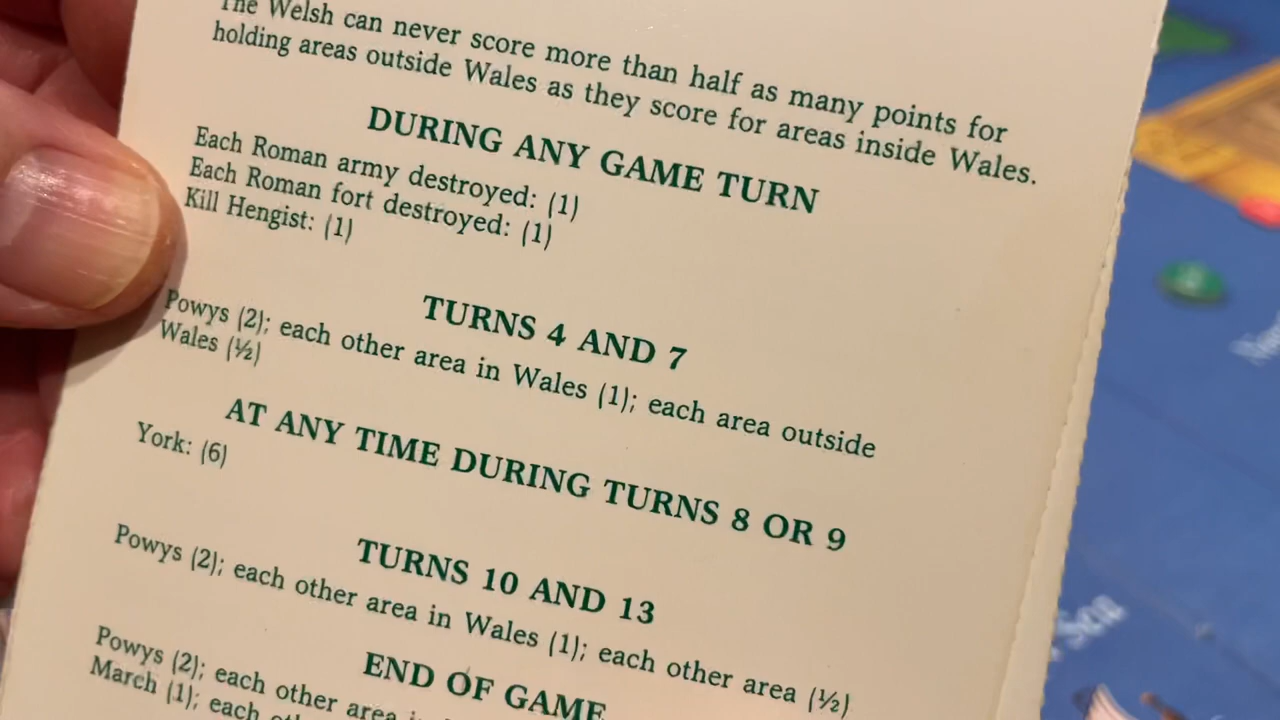 The Welsh can never score more than half as many points for
holding areas outside Wales as they score for areas inside Wales.
DURING ANY GAME TURN
Each Roman army destroyed: (1)
Each Roman fort destroyed: (1)
Kill Hengist: (1)
TURNS 4 AND 7
Powys (2); each other area in Wales (1); each area outside
Wales (½)
AT ANY TIME DURING TURNS 8 OR 9
York: (6)
TURNS 10 AND 13
Powys (2); each other area in Wales (1); each other area (½)
END OF GAME
Powys (2); each other area
March (1); each
Sea